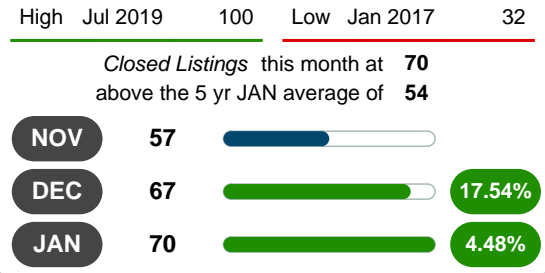 High Jul 2019 100 Low Jan 2017 32
Closed Listings this month at 70
above the 5 yr JAN average of 54
NOV 57
DEC 67 17.54%
JAN 70 4.48%